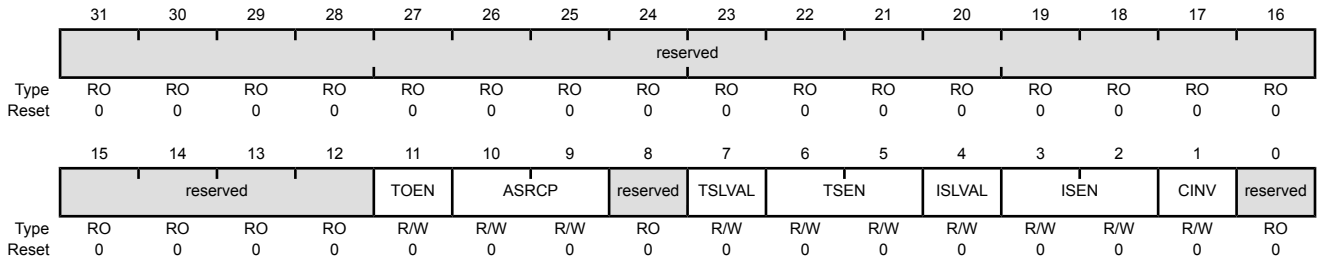 31 30 29 28 27 26 25 24 23 22 21 20 19 18 17 16
reserved
Type RO RO RO RO RO RO RO RO RO RO RO RO RO RO RO RO
Reset 0 0 0 0 0 0 0 0 0 0 0 0 0 0 0 0
15 14 13 12 11 10 9 8 7 6 5 4 3 2 1 0
reserved TOEN ASRCP reserved TSLVAL TSEN ISLVAL ISEN CINV reserved
Type RO RO RO RO R/W R/W R/W RO R/W R/W R/W R/W R/W R/W R/W RO
Reset 0 0 0 0 0 0 0 0 0 0 0 0 0 0 0 0